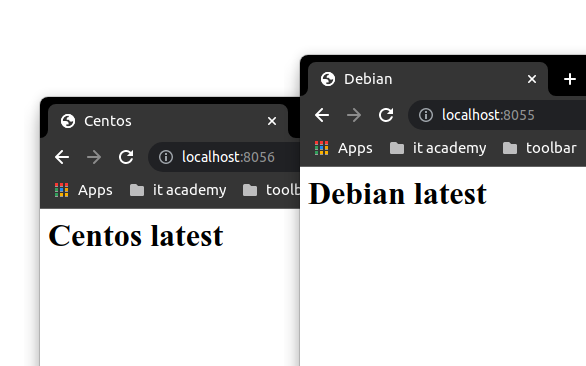 Centos
localhost:8056
Apps it academy toolb
Centos latest
Debian
localhost:8055
Apps it academy toolbar
Debian latest